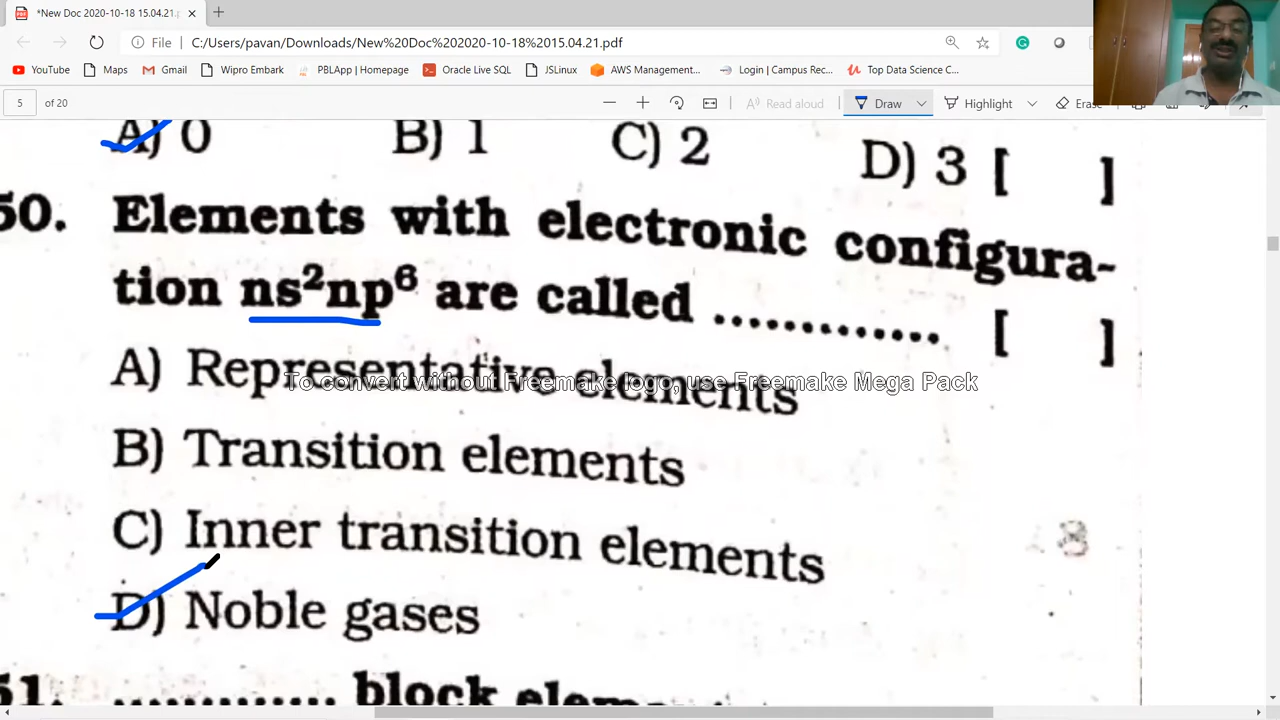 *New Doc 2020-10-18 15.04.21.p
File C:/Users/pavan/Downloads/New%20Doc%202020-10-18%2015.04.21.pdf
YouTube Maps Gmail Wipro Embark PBLApp | Homepage Oracle Live SQL JSLinux AWS Management... Login | Campus Rec... Top Data Science C...
5 of 20 Read aloud Draw Highlight Erase
A) 0 B) 1 C) 2 D) 3 [ ]
50. Elements with electronic configura-
tion ns²np⁶ are called ............. [ ]
A) Representative elements
To convert without Freemake logo, use Freemake Mega Pack
B) Transition elements
C) Inner transition elements
D) Noble gases
51. ............. block